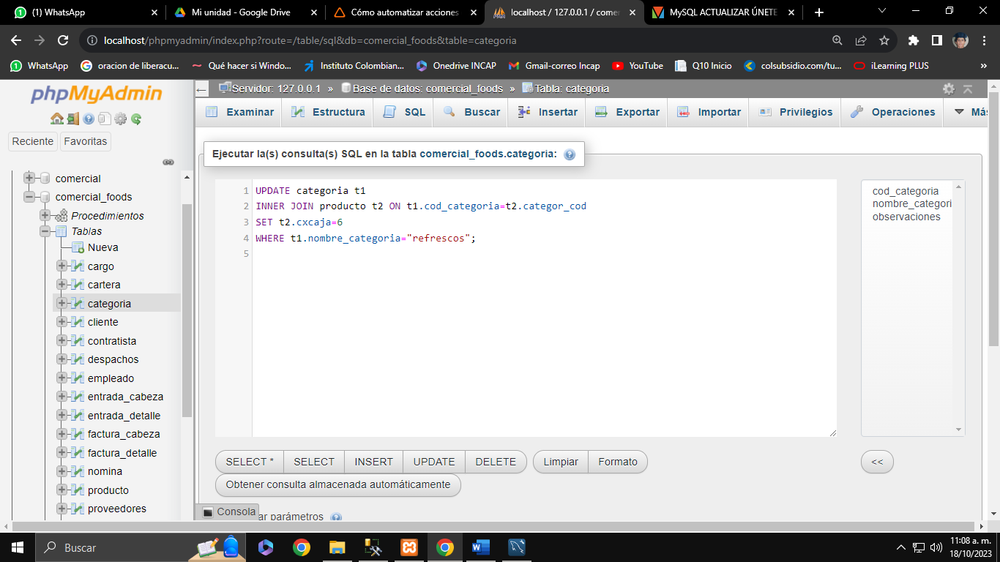 (1) WhatsApp
Mi unidad - Google Drive
Cómo automatizar acciones
localhost / 127.0.0.1 / comer
MySQL ACTUALIZAR ÚNETE
localhost/phpmyadmin/index.php?route=/table/sql&db=comercial_foods&table=categoria
WhatsApp
oracion de liberacu...
Qué hacer si Windo...
Instituto Colombian...
Onedrive INCAP
Gmail-correo Incap
YouTube
Q10 Inicio
colsubsidio.com/tu...
iLearning PLUS
»
phpMyAdmin
Reciente
Favoritas
comercial
comercial_foods
Procedimientos
Tablas
Nueva
cargo
cartera
categoria
cliente
contratista
despachos
empleado
entrada_cabeza
entrada_detalle
factura_cabeza
factura_detalle
nomina
producto
proveedores
Servidor: 127.0.0.1 » Base de datos: comercial_foods » Tabla: categoria
Examinar
Estructura
SQL
Buscar
Insertar
Exportar
Importar
Privilegios
Operaciones
Más
Ejecutar la(s) consulta(s) SQL en la tabla comercial_foods.categoria:
1 UPDATE categoria t1
2 INNER JOIN producto t2 ON t1.cod_categoria=t2.categor_cod
3 SET t2.cxcaja=6
4 WHERE t1.nombre_categoria="refrescos";
5
cod_categoria
nombre_categori
observaciones
SELECT *
SELECT
INSERT
UPDATE
DELETE
Limpiar
Formato
<<
Obtener consulta almacenada automáticamente
Consola
ar parámetros
Buscar
11:08 a. m.
18/10/2023